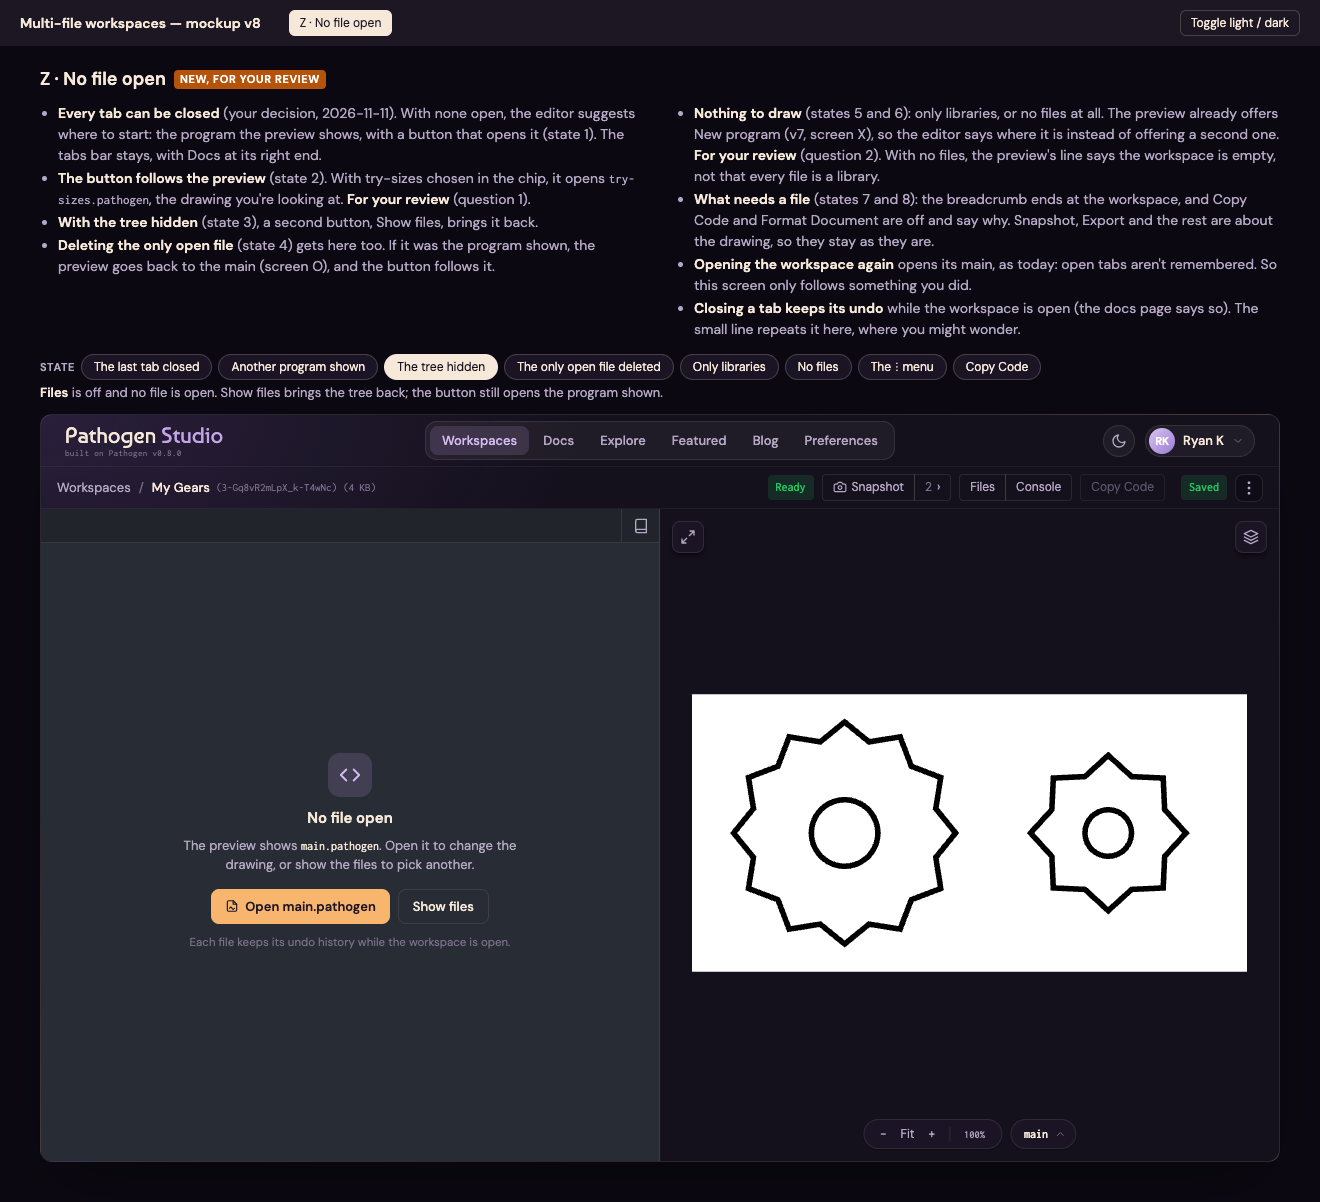 Multi-file workspaces — mockup v8
Z · No file open
Toggle light / dark
Z · No file open NEW, FOR YOUR REVIEW
• Every tab can be closed (your decision, 2026-11-11). With none open, the editor suggests
where to start: the program the preview shows, with a button that opens it (state 1). The
tabs bar stays, with Docs at its right end.
• The button follows the preview (state 2). With try-sizes chosen in the chip, it opens try-
sizes.pathogen, the drawing you're looking at. For your review (question 1).
• With the tree hidden (state 3), a second button, Show files, brings it back.
• Deleting the only open file (state 4) gets here too. If it was the program shown, the
preview goes back to the main (screen O), and the button follows it.
• Nothing to draw (states 5 and 6): only libraries, or no files at all. The preview already offers
New program (v7, screen X), so the editor says where it is instead of offering a second one.
For your review (question 2). With no files, the preview's line says the workspace is empty,
not that every file is a library.
• What needs a file (states 7 and 8): the breadcrumb ends at the workspace, and Copy
Code and Format Document are off and say why. Snapshot, Export and the rest are about
the drawing, so they stay as they are.
• Opening the workspace again opens its main, as today: open tabs aren't remembered. So
this screen only follows something you did.
• Closing a tab keeps its undo while the workspace is open (the docs page says so). The
small line repeats it here, where you might wonder.
STATE The last tab closed Another program shown The tree hidden The only open file deleted Only libraries No files The ⋮ menu Copy Code
Files is off and no file is open. Show files brings the tree back; the button still opens the program shown.
Pathogen Studio
built on Pathogen v0.8.0
Workspaces Docs Explore Featured Blog Preferences
RK Ryan K
Workspaces / My Gears (3-Gq8vR2mLpX_k-T4wNc) (4 KB)
Ready Snapshot 2 › Files Console Copy Code Saved
No file open
The preview shows main.pathogen. Open it to change the
drawing, or show the files to pick another.
Open main.pathogen Show files
Each file keeps its undo history while the workspace is open.
− Fit + 100% main